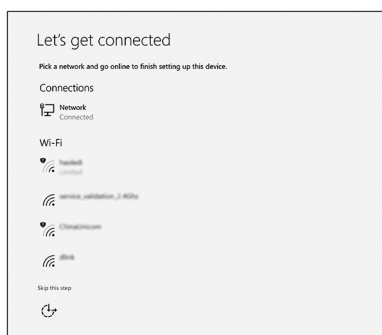 Let's get connected
Pick a network and go online to finish setting up this device.
Connections
Network
Connected
Wi-Fi
Limited
service_validation_2.4Ghz
ChinaUnicom
dlink
Skip this step